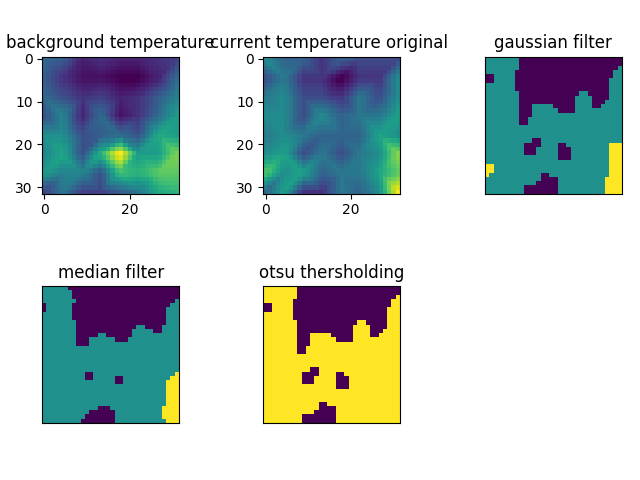 background temperature
current temperature original
gaussian filter
0
10
20
30
0
20
0
10
20
30
0
20
median filter
otsu thersholding